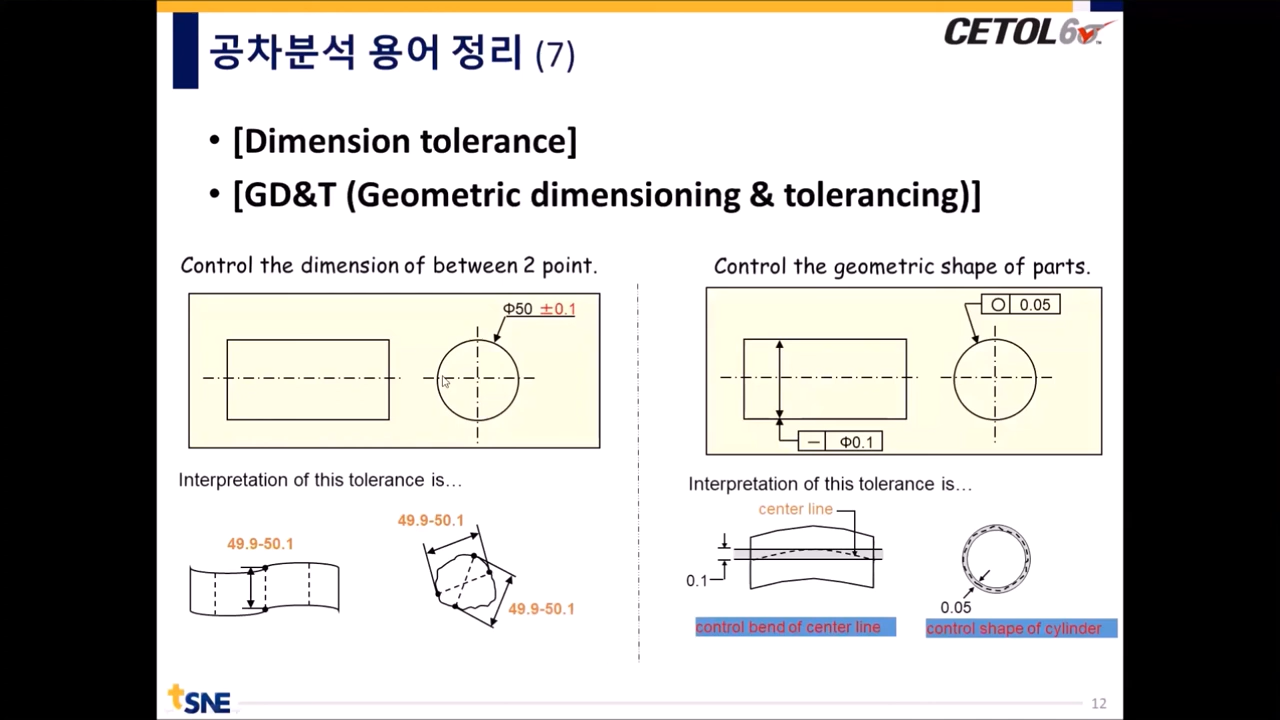 공차분석 용어 정리 (7)
CETOL 6σ
• [Dimension tolerance]
• [GD&T (Geometric dimensioning & tolerancing)]
Control the dimension of between 2 point.
Φ50 ±0.1
Interpretation of this tolerance is…
49.9-50.1
49.9-50.1
49.9-50.1
Control the geometric shape of parts.
0.05
Φ0.1
Interpretation of this tolerance is…
center line
0.1
0.05
control bend of center line
control shape of cylinder
tSNE
12